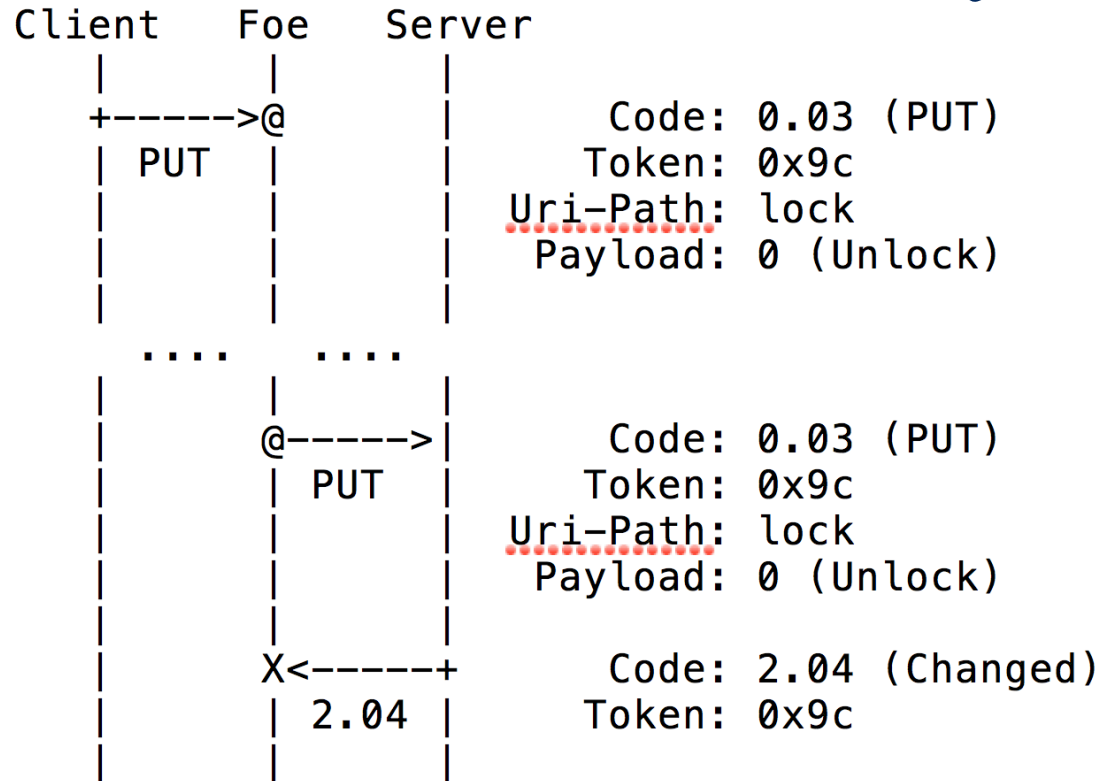 Client Foe Server
| | |
+----->@ | Code: 0.03 (PUT)
| PUT | | Token: 0x9c
| | | Uri-Path: lock
| | | Payload: 0 (Unlock)
| | |
.... ....
| | |
| @----->| Code: 0.03 (PUT)
| | PUT | Token: 0x9c
| | | Uri-Path: lock
| | | Payload: 0 (Unlock)
| | |
| X<-----+ Code: 2.04 (Changed)
| | 2.04 | Token: 0x9c
| | |